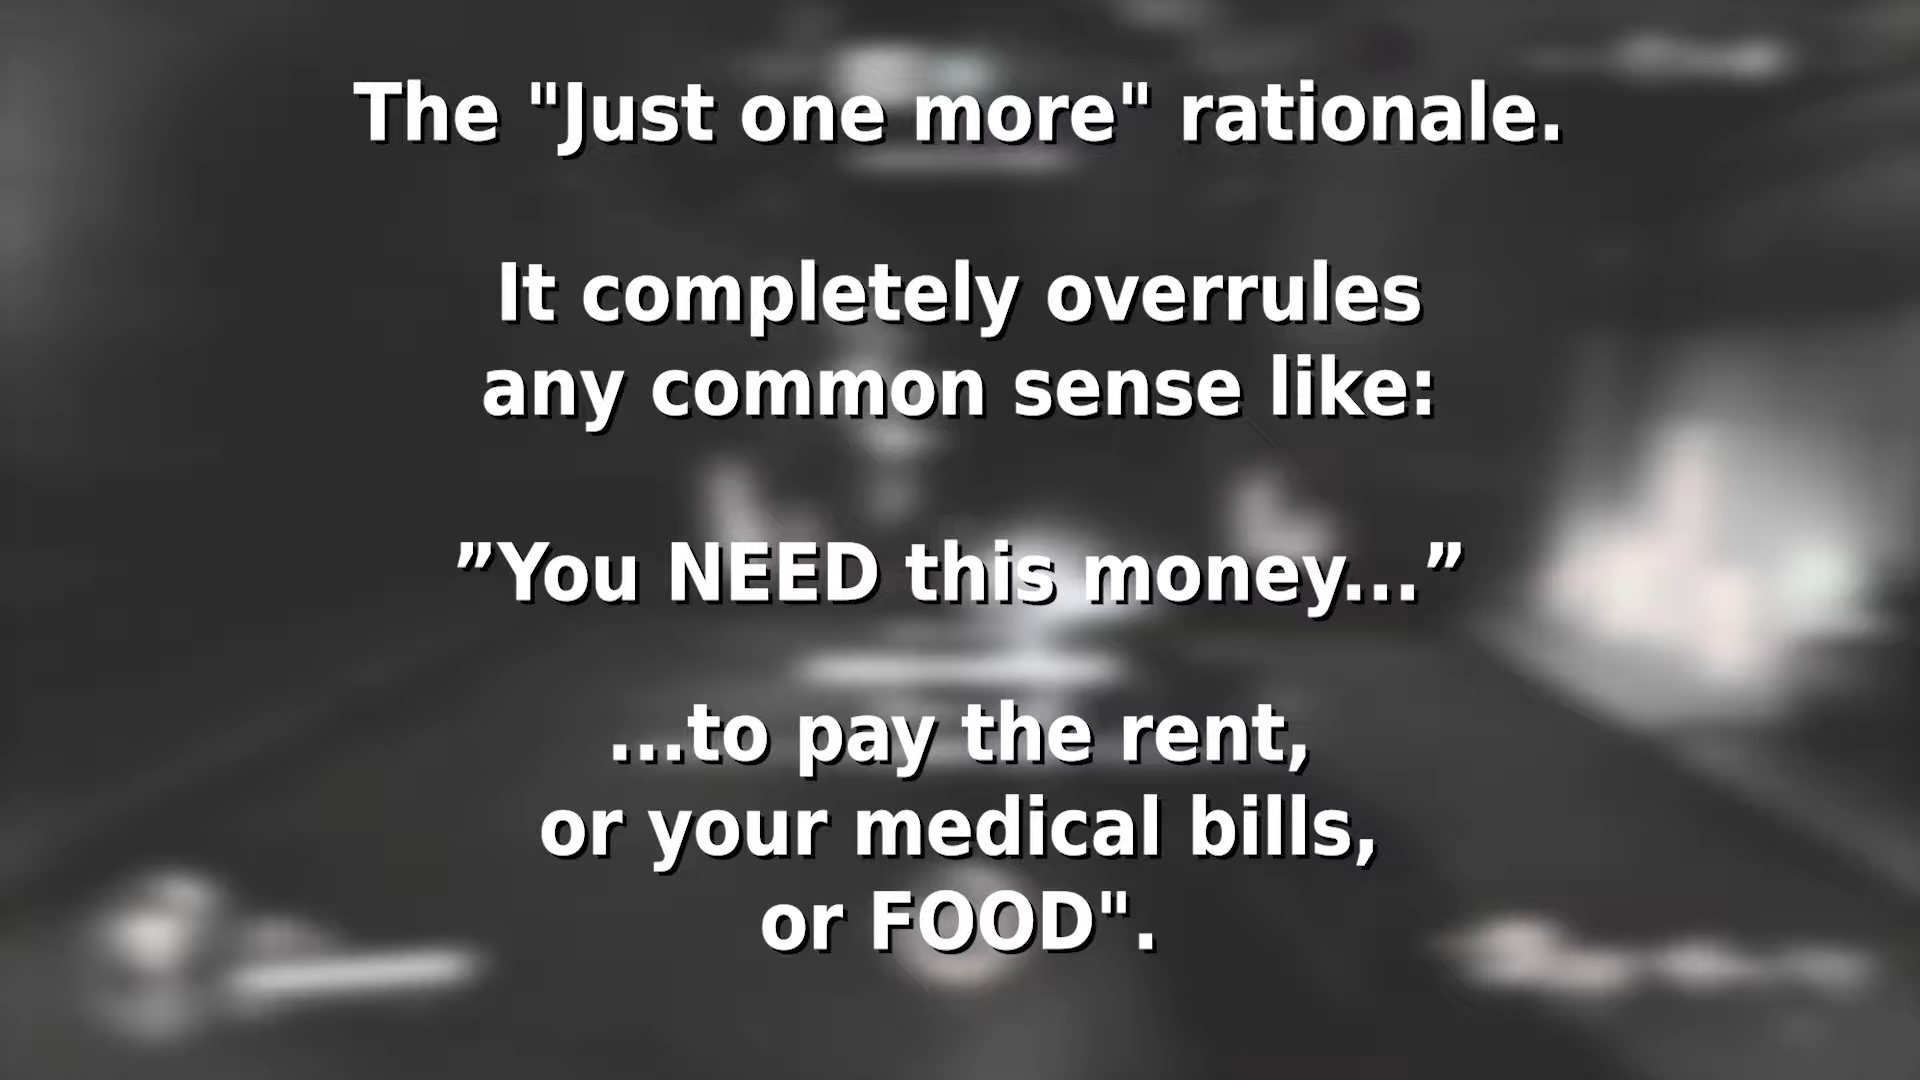 The "Just one more" rationale.
It completely overrules
any common sense like:
”You NEED this money...”
...to pay the rent,
or your medical bills,
or FOOD".